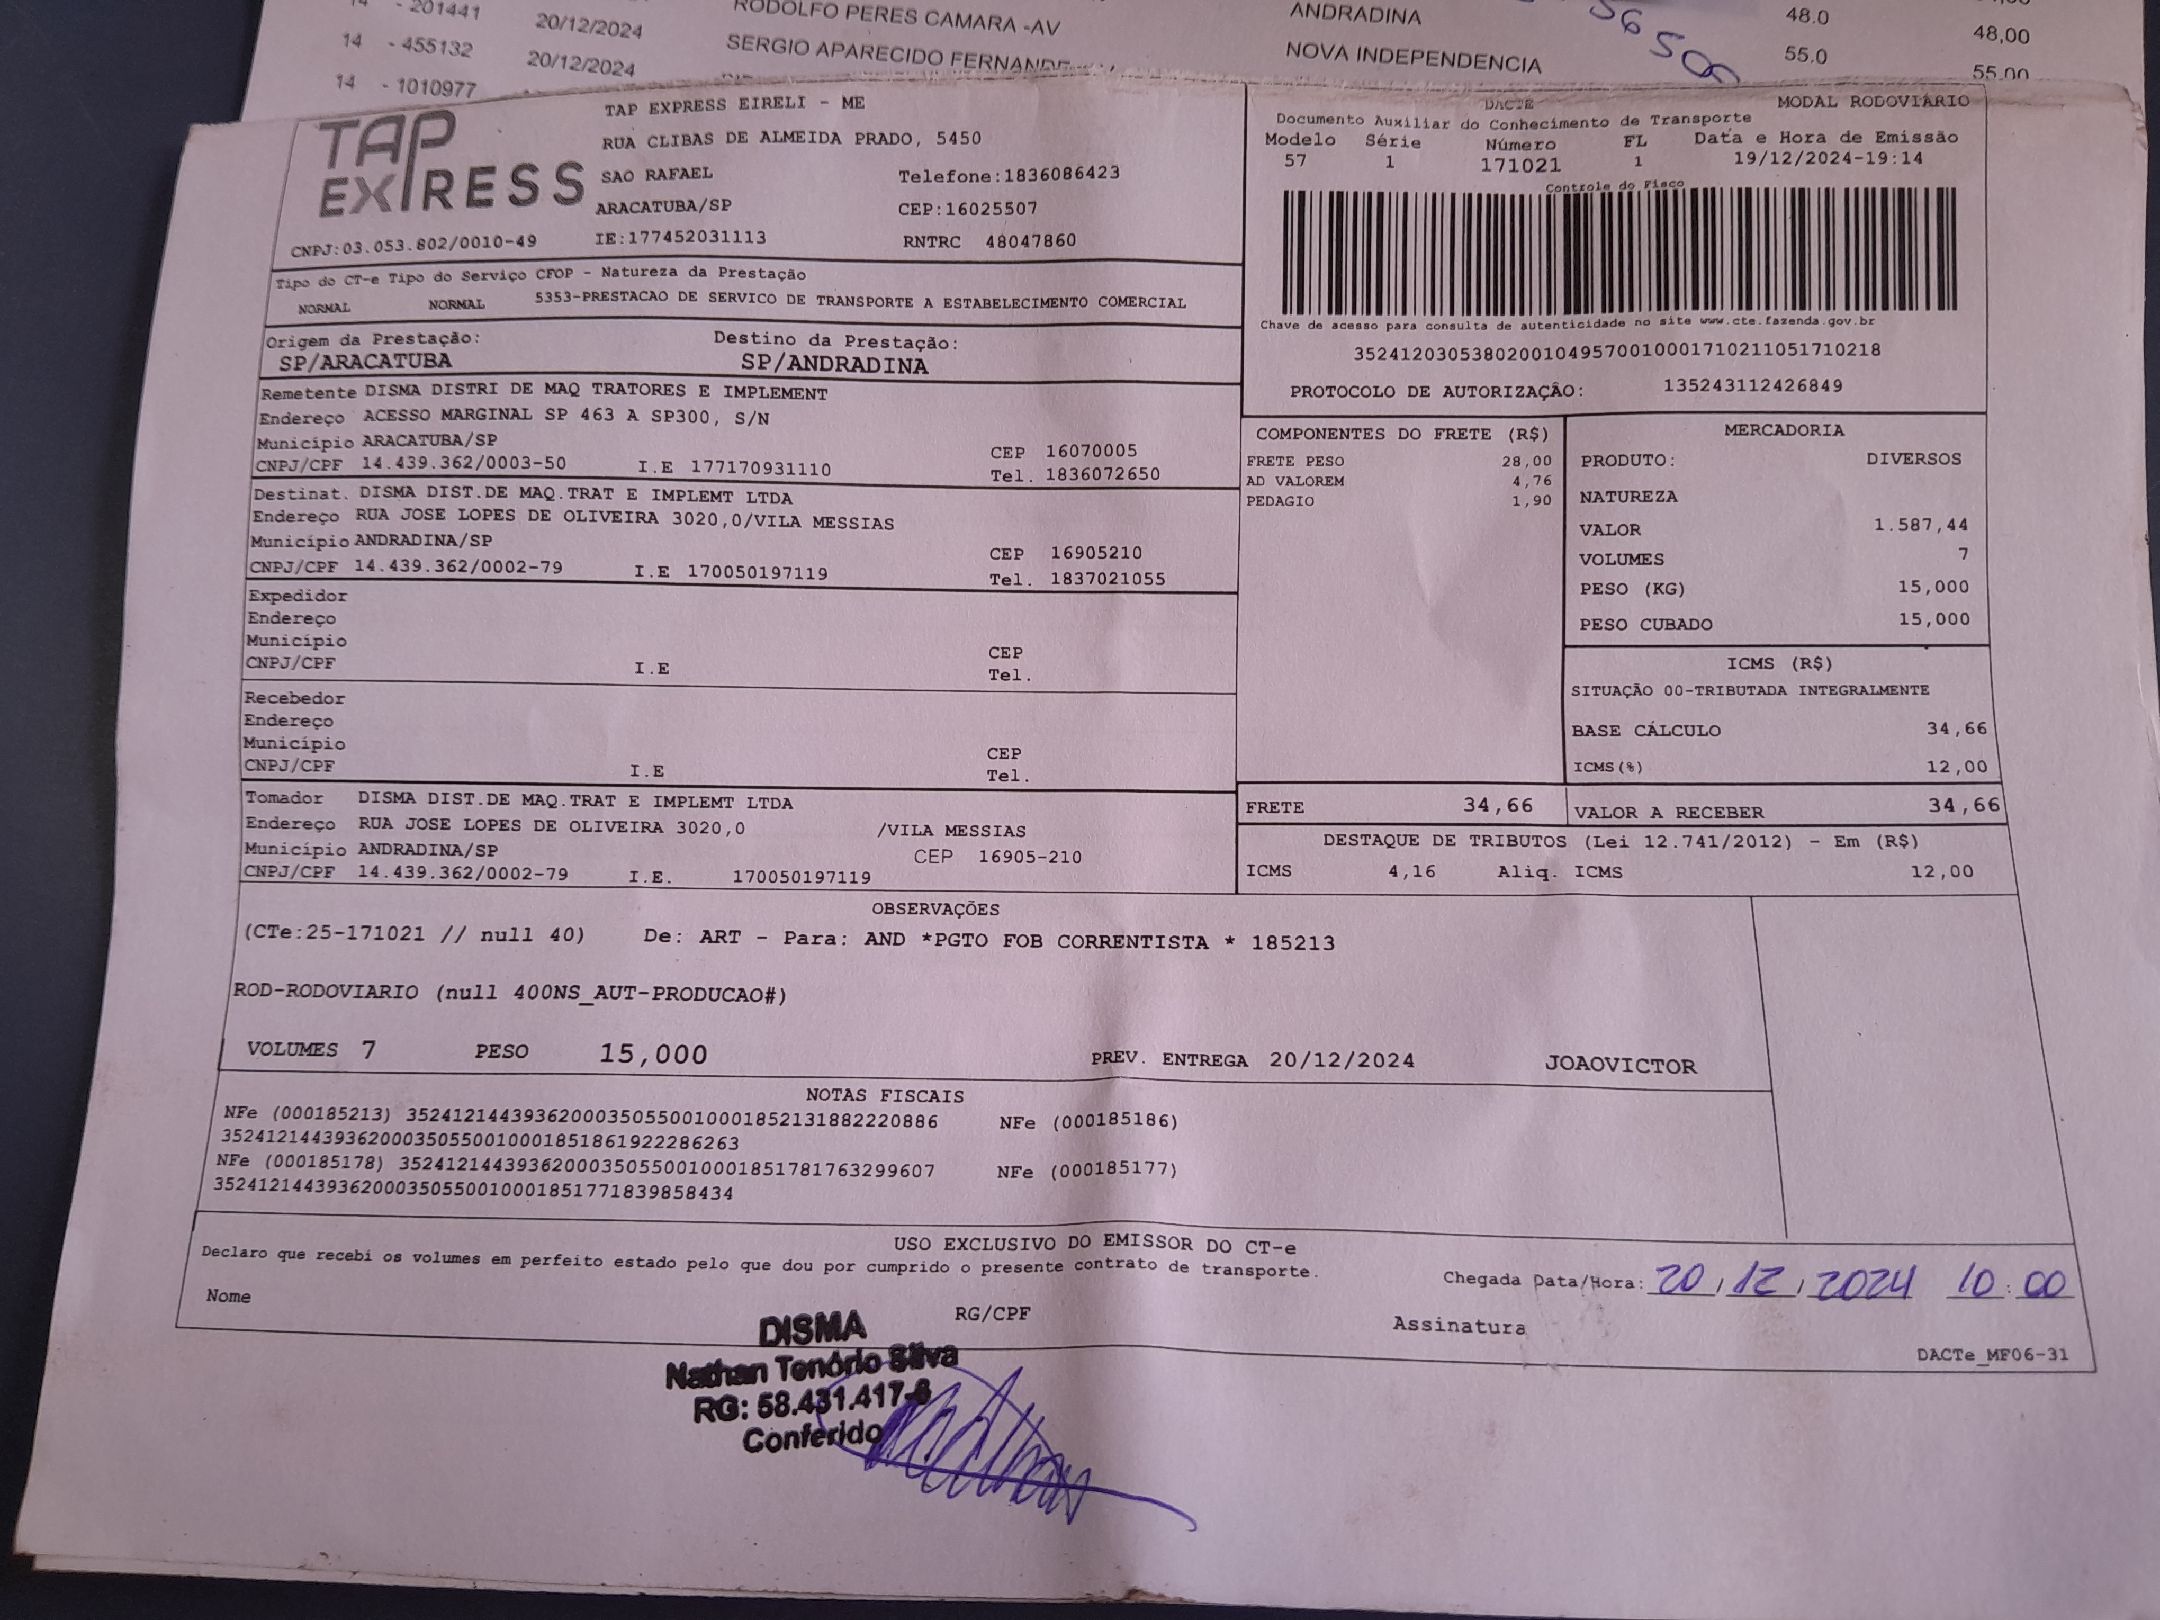 14 - 201441 20/12/2024 RODOLFO PERES CAMARA -AV ANDRADINA 48.0 48,00
14 - 455132 20/12/2024 SERGIO APARECIDO FERNANDE NOVA INDEPENDENCIA 55.0 55.00
14 - 1010977
TAP EXPRESS
TAP EXPRESS EIRELI - ME
RUA CLIBAS DE ALMEIDA PRADO, 5450
SAO RAFAEL Telefone:1836086423
ARACATUBA/SP CEP:16025507
CNPJ:03.053.802/0010-49 IE:177452031113 RNTRC 48047860
DACTE MODAL RODOVIÁRIO
Documento Auxiliar do Conhecimento de Transporte
Modelo Série Número FL Data e Hora de Emissão
57 1 171021 1 19/12/2024-19:14
Controle do Fisco
Chave de acesso para consulta de autenticidade no site www.cte.fazenda.gov.br
35241203053802001049570010001710211051710218
PROTOCOLO DE AUTORIZAÇÂO: 135243112426849
Tipo do CT-e Tipo do Serviço CFOP - Natureza da Prestação
NORMAL NORMAL 5353-PRESTACAO DE SERVICO DE TRANSPORTE A ESTABELECIMENTO COMERCIAL
Origem da Prestação: Destino da Prestação:
SP/ARACATUBA SP/ANDRADINA
Remetente DISMA DISTRI DE MAQ TRATORES E IMPLEMENT
Endereço ACESSO MARGINAL SP 463 A SP300, S/N
Município ARACATUBA/SP CEP 16070005
CNPJ/CPF 14.439.362/0003-50 I.E 177170931110 Tel. 1836072650
Destinat. DISMA DIST.DE MAQ.TRAT E IMPLEMT LTDA
Endereço RUA JOSE LOPES DE OLIVEIRA 3020,0/VILA MESSIAS
Município ANDRADINA/SP CEP 16905210
CNPJ/CPF 14.439.362/0002-79 I.E 170050197119 Tel. 1837021055
Expedidor
Endereço
Município CEP
CNPJ/CPF I.E Tel.
Recebedor
Endereço
Município CEP
CNPJ/CPF I.E Tel.
Tomador DISMA DIST.DE MAQ.TRAT E IMPLEMT LTDA
Endereço RUA JOSE LOPES DE OLIVEIRA 3020,0 /VILA MESSIAS
Município ANDRADINA/SP CEP 16905-210
CNPJ/CPF 14.439.362/0002-79 I.E. 170050197119
COMPONENTES DO FRETE (R$)
FRETE PESO 28,00
AD VALOREM 4,76
PEDAGIO 1,90
MERCADORIA
PRODUTO: DIVERSOS
NATUREZA
VALOR 1.587,44
VOLUMES 7
PESO (KG) 15,000
PESO CUBADO 15,000
ICMS (R$)
SITUAÇÃO 00-TRIBUTADA INTEGRALMENTE
BASE CÁLCULO 34,66
ICMS(%) 12,00
FRETE 34,66 VALOR A RECEBER 34,66
DESTAQUE DE TRIBUTOS (Lei 12.741/2012) - Em (R$)
ICMS 4,16 Aliq. ICMS 12,00
OBSERVAÇÕES
(CTe:25-171021 // null 40) De: ART - Para: AND *PGTO FOB CORRENTISTA * 185213
ROD-RODOVIARIO (null 400NS_AUT-PRODUCAO#)
VOLUMES 7 PESO 15,000 PREV. ENTREGA 20/12/2024 JOAOVICTOR
NOTAS FISCAIS
NFe (000185213) 35241214439362000350550010001852131882220886 NFe (000185186)
35241214439362000350550010001851861922286263
NFe (000185178) 35241214439362000350550010001851781763299607 NFe (000185177)
35241214439362000350550010001851771839858434
USO EXCLUSIVO DO EMISSOR DO CT-e
Declaro que recebi os volumes em perfeito estado pelo que dou por cumprido o presente contrato de transporte.
Chegada Data/Hora: 20/12/2024 10:00
Nome RG/CPF Assinatura
DACTe_MF06-31
DISMA
Nathan Tenório Silva
RG: 58.431.417-6
Conferido